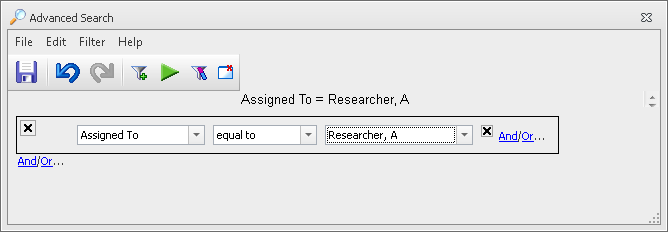 Advanced Search
File Edit Filter Help
Assigned To = Researcher, A
Assigned To equal to Researcher, A And/Or...
And/Or...